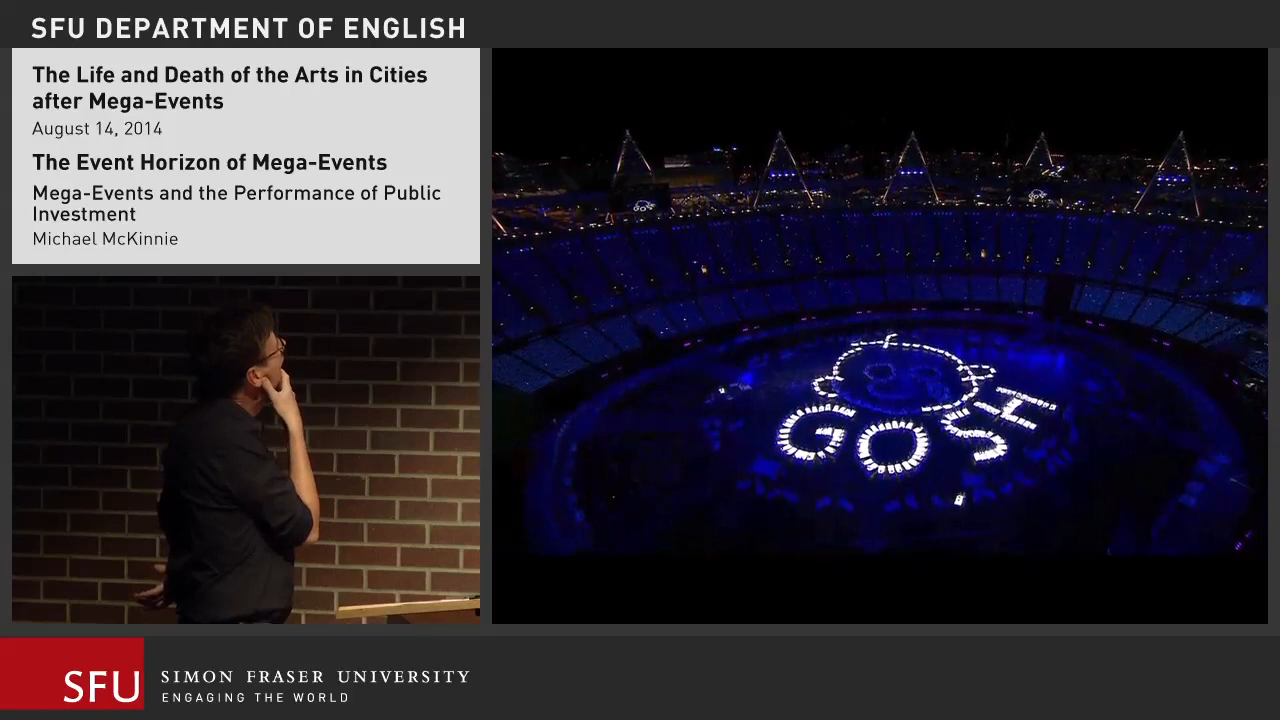 SFU DEPARTMENT OF ENGLISH
The Life and Death of the Arts in Cities
after Mega-Events
August 14, 2014
The Event Horizon of Mega-Events
Mega-Events and the Performance of Public
Investment
Michael McKinnie
GOSH
SFU
SIMON FRASER UNIVERSITY
ENGAGING THE WORLD